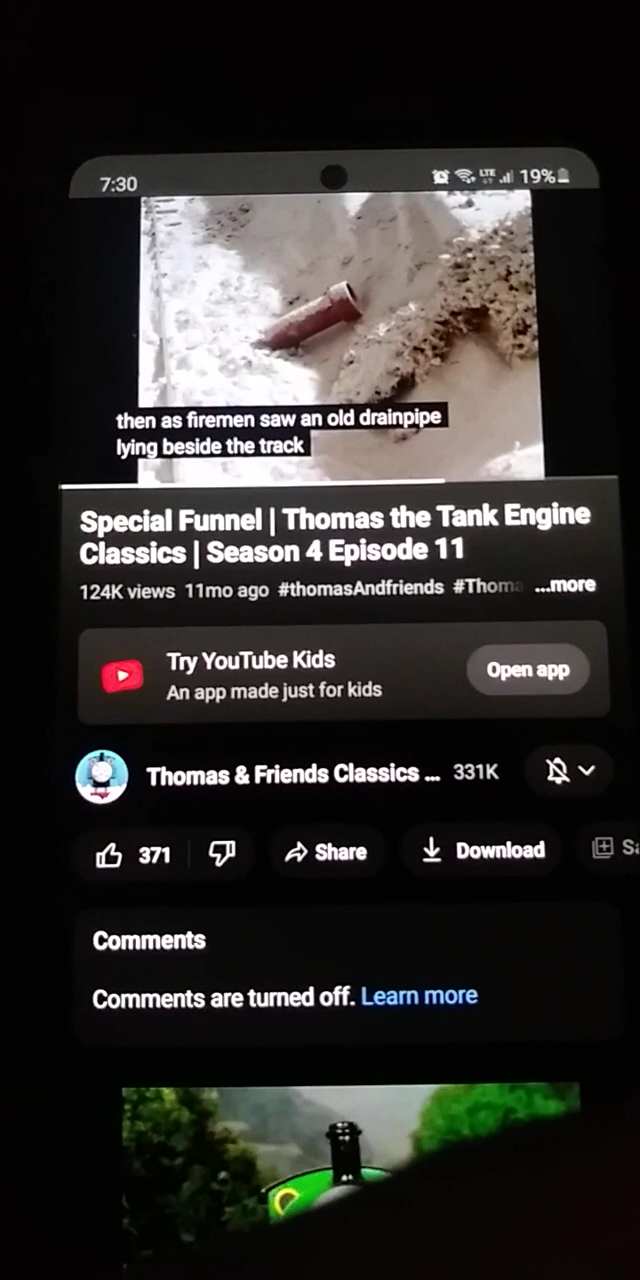 7:30 LTE 19%
then as firemen saw an old drainpipe
lying beside the track
Special Funnel | Thomas the Tank Engine
Classics | Season 4 Episode 11
124K views 11mo ago #thomasAndfriends #Thoma ...more
Try YouTube Kids
An app made just for kids
Open app
Thomas & Friends Classics ... 331K
371 Share Download Sa
Comments
Comments are turned off. Learn more